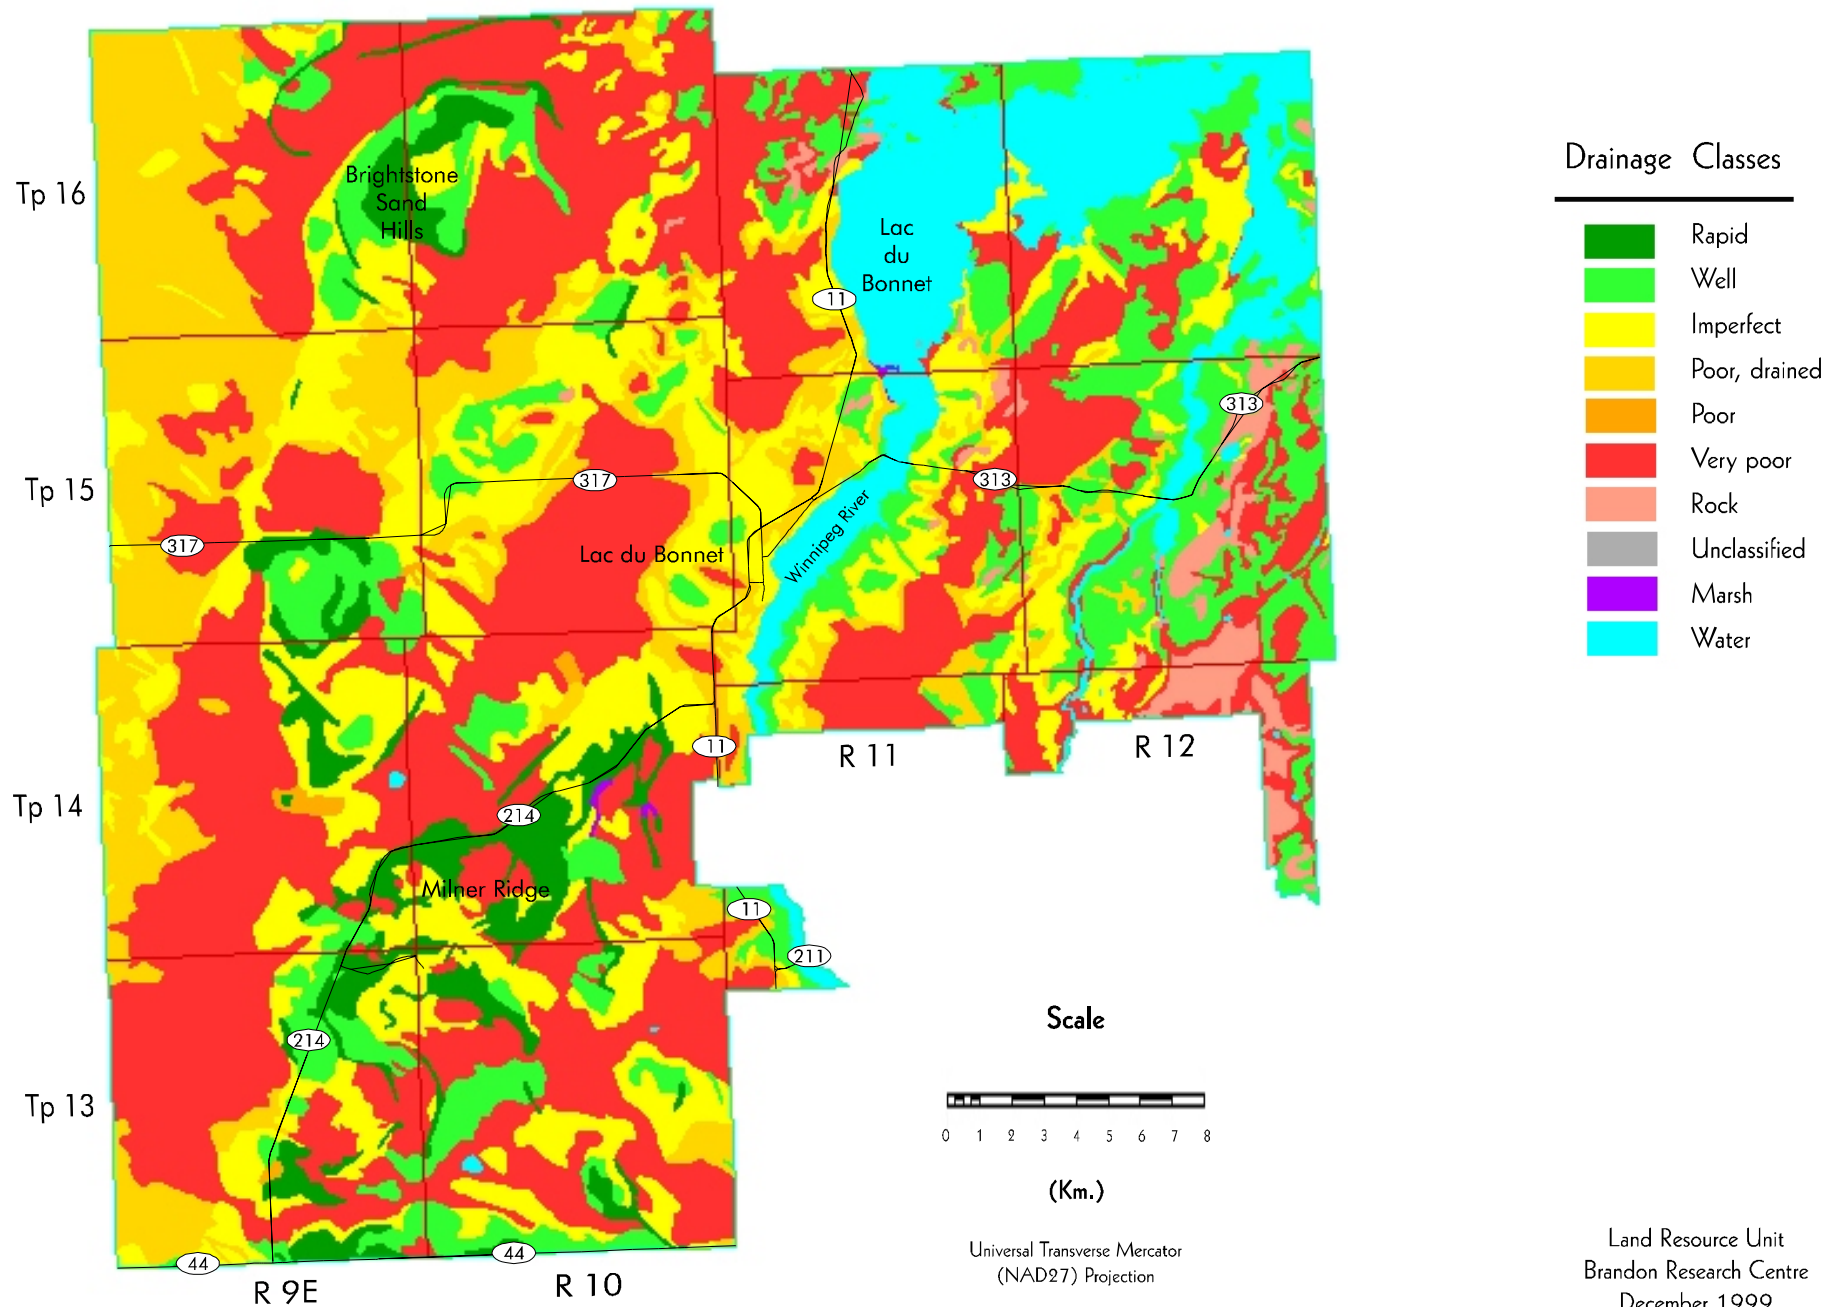 Tp 16
Tp 15
Tp 14
Tp 13
Brightstone
Sand
Hills
Lac
du
Bonnet
11
313
317
313
317
Lac du Bonnet
Winnipeg River
11
R 11
R 12
214
Milner Ridge
11
211
214
44
44
R 9E
R 10
Drainage Classes
Rapid
Well
Imperfect
Poor, drained
Poor
Very poor
Rock
Unclassified
Marsh
Water
Scale
0 1 2 3 4 5 6 7 8
(Km.)
Universal Transverse Mercator
(NAD27) Projection
Land Resource Unit
Brandon Research Centre
December 1999